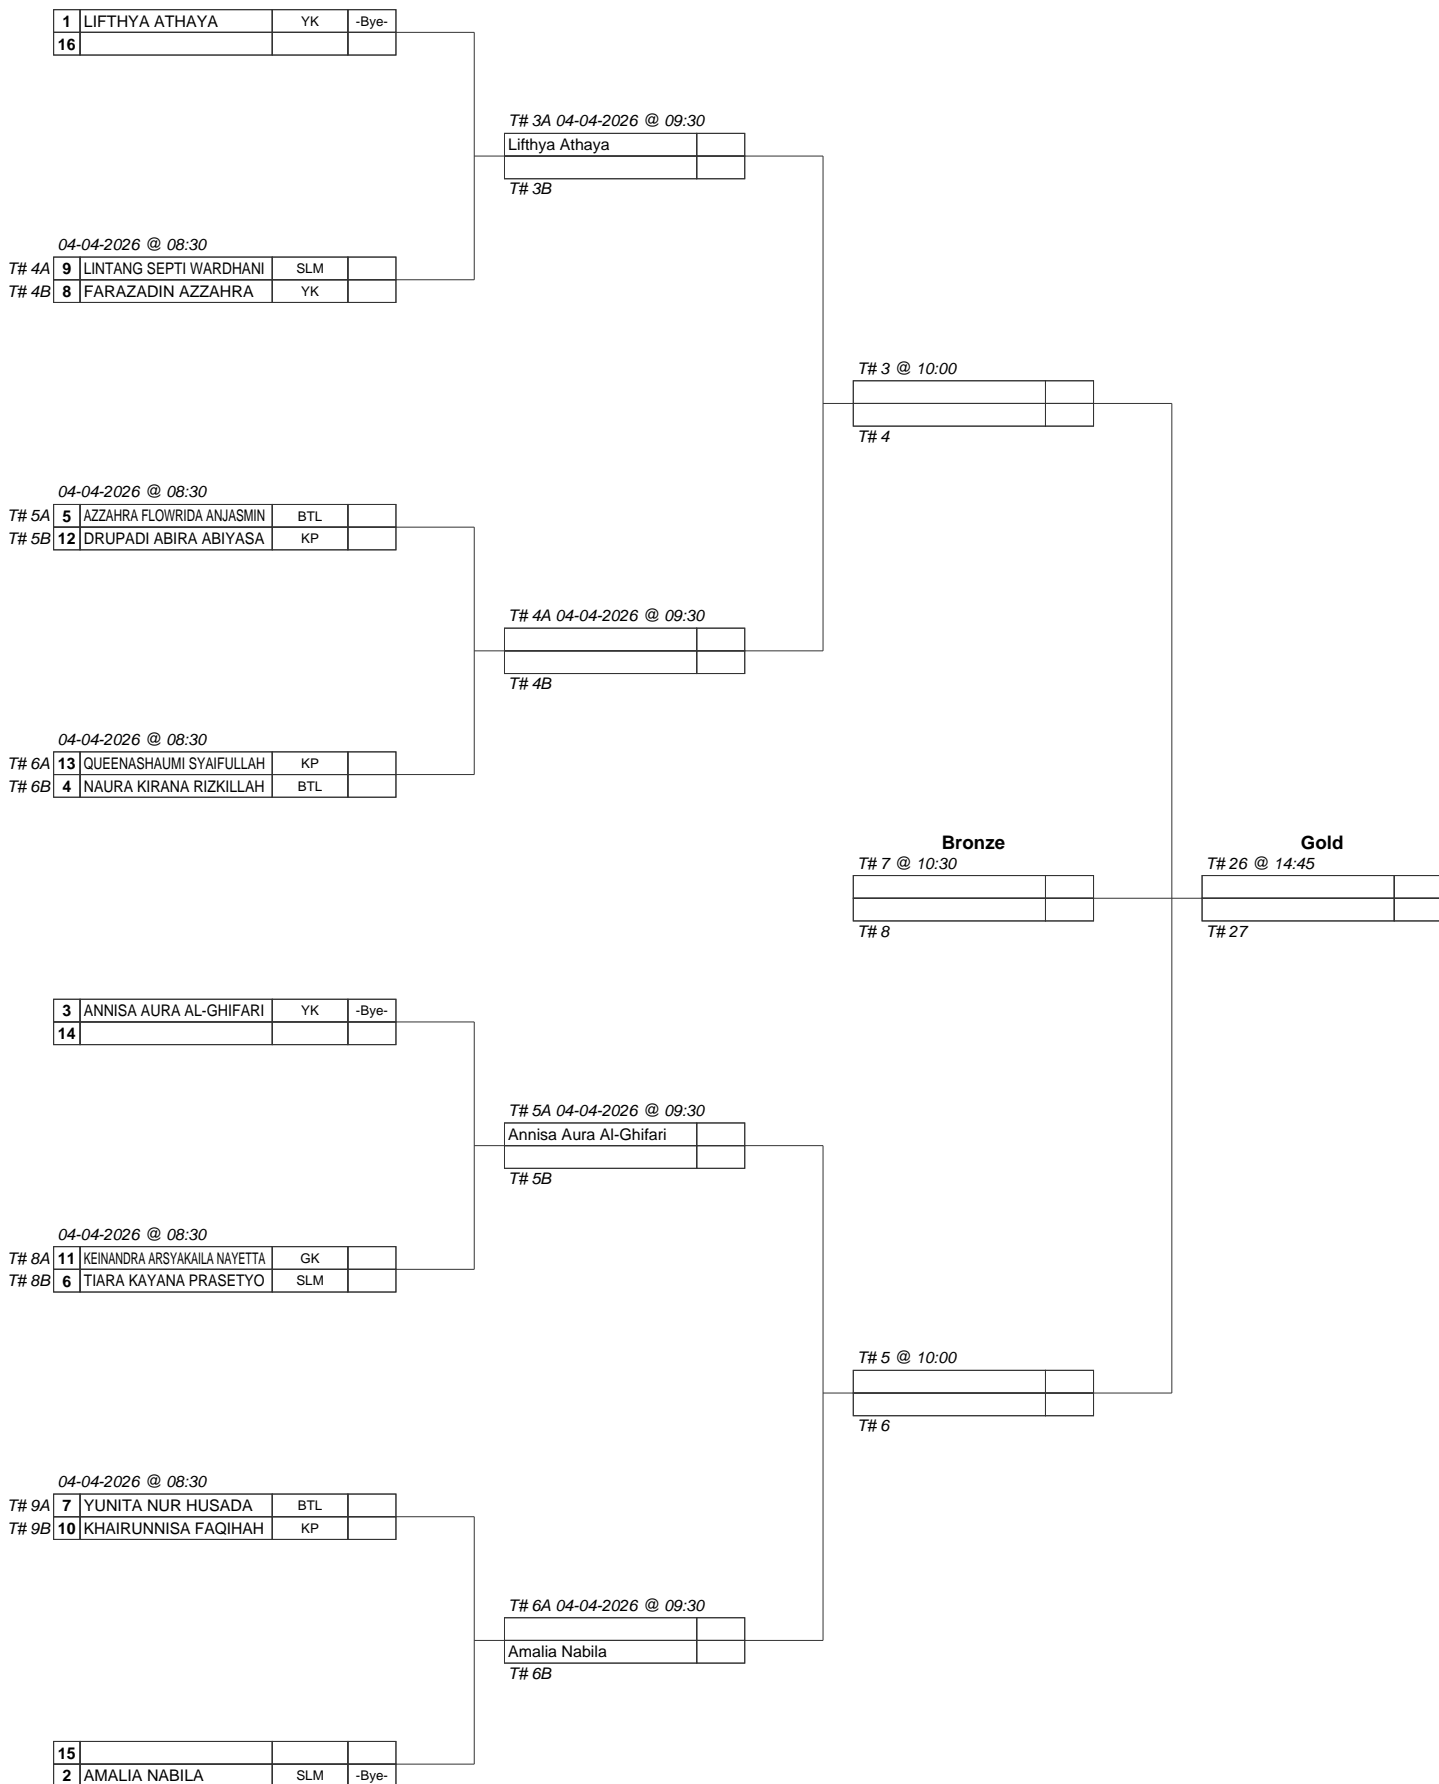 1 LIFTHYA ATHAYA YK -Bye-
16
T# 3A 04-04-2026 @ 09:30
Lifthya Athaya
T# 3B
04-04-2026 @ 08:30
T# 4A 9 LINTANG SEPTI WARDHANI SLM
T# 4B 8 FARAZADIN AZZAHRA YK
T# 3 @ 10:00
T# 4
04-04-2026 @ 08:30
T# 5A 5 AZZAHRA FLOWRIDA ANJASMIN BTL
T# 5B 12 DRUPADI ABIRA ABIYASA KP
T# 4A 04-04-2026 @ 09:30
T# 4B
04-04-2026 @ 08:30
T# 6A 13 QUEENASHAUMI SYAIFULLAH KP
T# 6B 4 NAURA KIRANA RIZKILLAH BTL
Bronze Gold
T# 7 @ 10:30 T# 26 @ 14:45
T# 8 T# 27
3 ANNISA AURA AL-GHIFARI YK -Bye-
14
T# 5A 04-04-2026 @ 09:30
Annisa Aura Al-Ghifari
T# 5B
04-04-2026 @ 08:30
T# 8A 11 KEINANDRA ARSYAKAILA NAYETTA GK
T# 8B 6 TIARA KAYANA PRASETYO SLM
T# 5 @ 10:00
T# 6
04-04-2026 @ 08:30
T# 9A 7 YUNITA NUR HUSADA BTL
T# 9B 10 KHAIRUNNISA FAQIHAH KP
T# 6A 04-04-2026 @ 09:30
Amalia Nabila
T# 6B
15
2 AMALIA NABILA SLM -Bye-